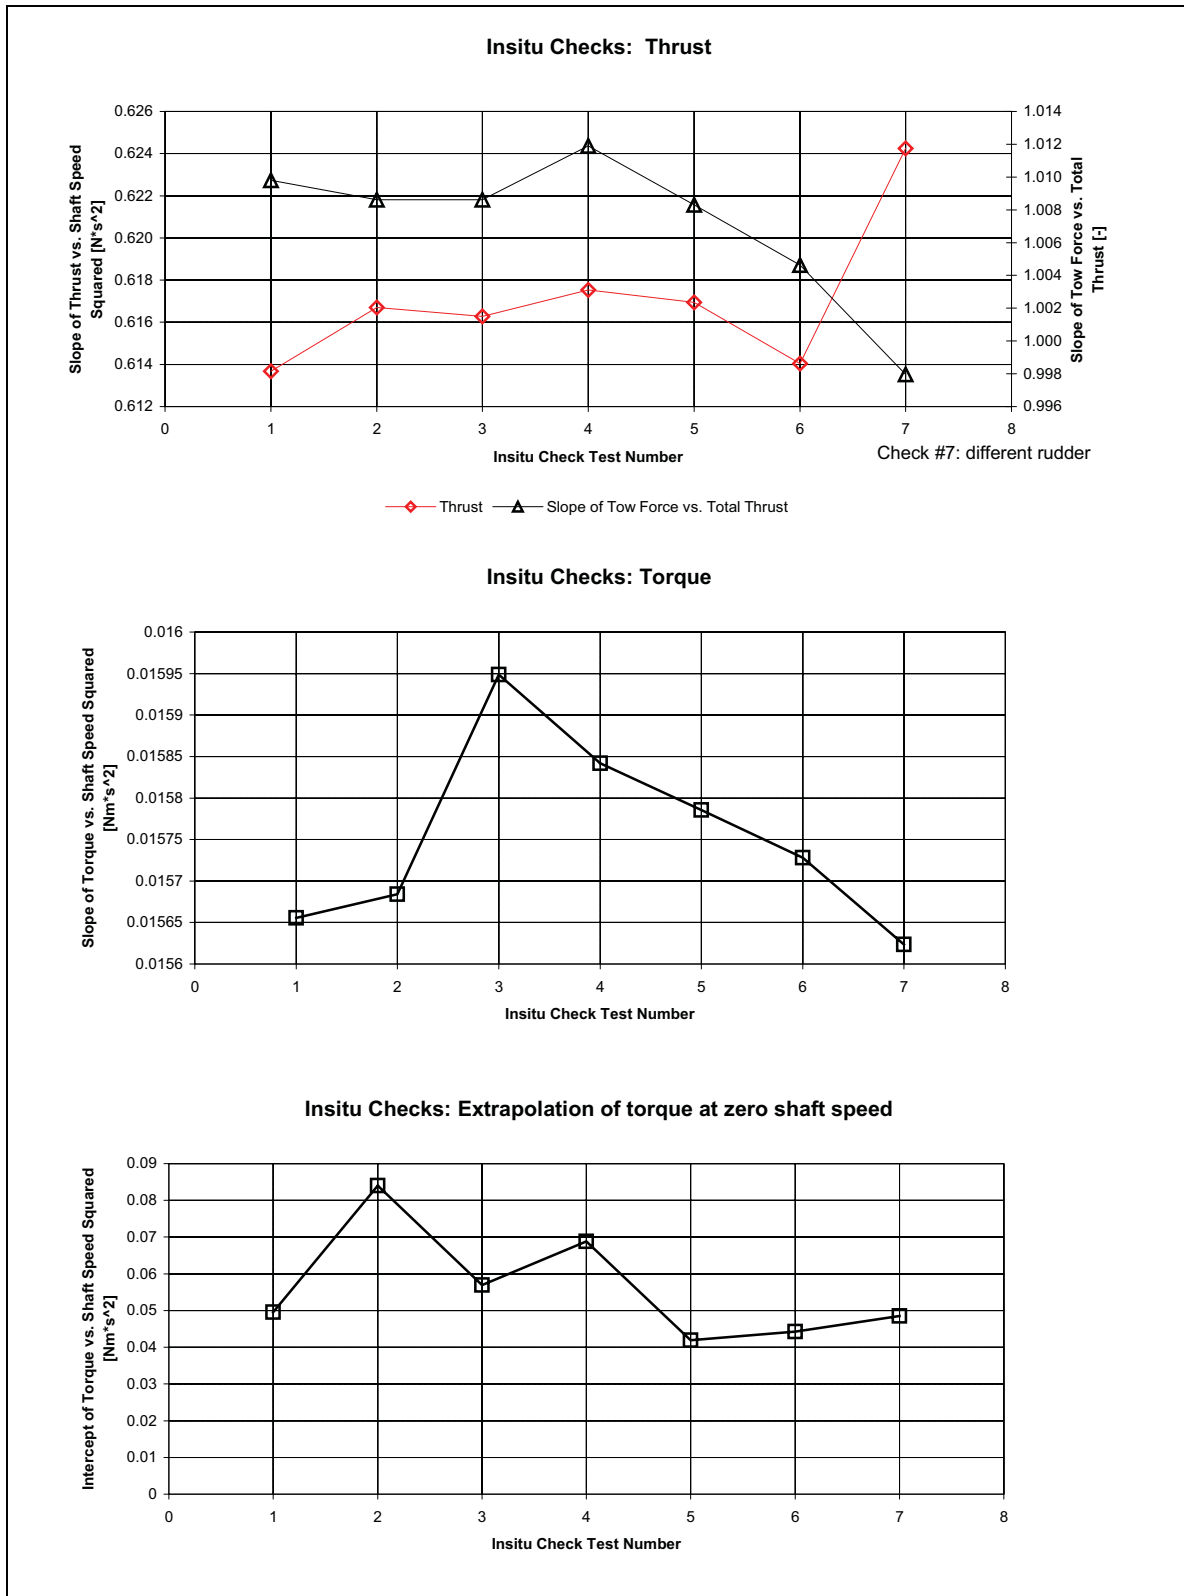 Insitu Checks:  Thrust
Slope of Thrust vs. Shaft Speed
Squared [N*s^2]
0.626
0.624
0.622
0.620
0.618
0.616
0.614
0.612
1.014
1.012
1.010
1.008
1.006
1.004
1.002
1.000
0.998
0.996
Slope of Tow Force vs. Total
Thrust [-]
0 1 2 3 4 5 6 7 8
Insitu Check Test Number
Check #7: different rudder
Thrust
Slope of Tow Force vs. Total Thrust
Insitu Checks: Torque
Slope of Torque vs. Shaft Speed Squared
[Nm*s^2]
0.016
0.01595
0.0159
0.01585
0.0158
0.01575
0.0157
0.01565
0.0156
0 1 2 3 4 5 6 7 8
Insitu Check Test Number
Insitu Checks: Extrapolation of torque at zero shaft speed
Intercept of Torque vs. Shaft Speed Squared
[Nm*s^2]
0.09
0.08
0.07
0.06
0.05
0.04
0.03
0.02
0.01
0
0 1 2 3 4 5 6 7 8
Insitu Check Test Number